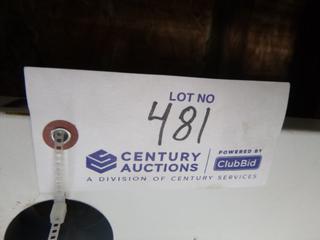 LOT NO
481
CENTURY AUCTIONS
POWERED BY
ClubBid
A DIVISION OF CENTURY SERVICES